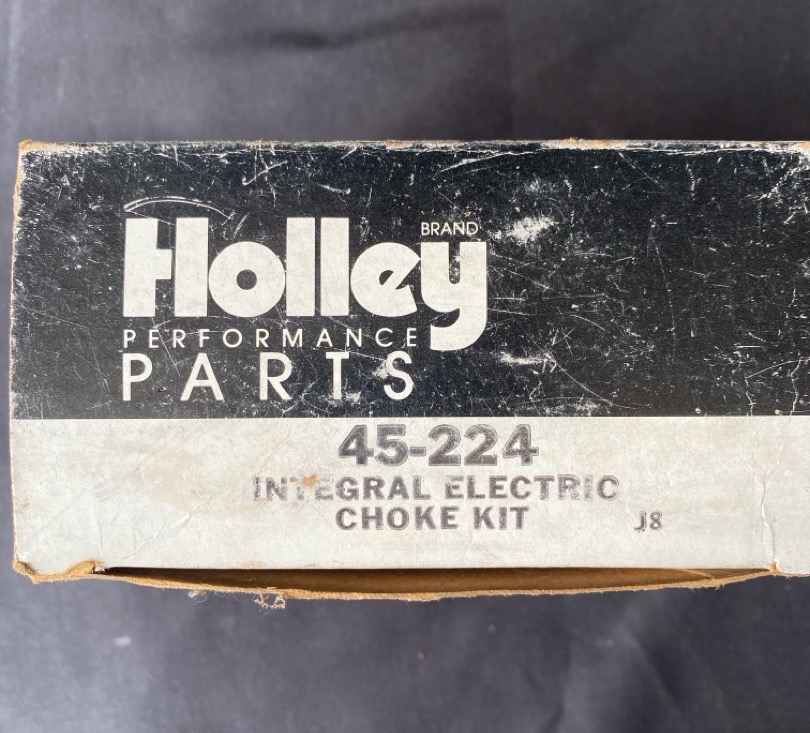 Holley BRAND
PERFORMANCE
PARTS
45-224
INTEGRAL ELECTRIC
CHOKE KIT J8